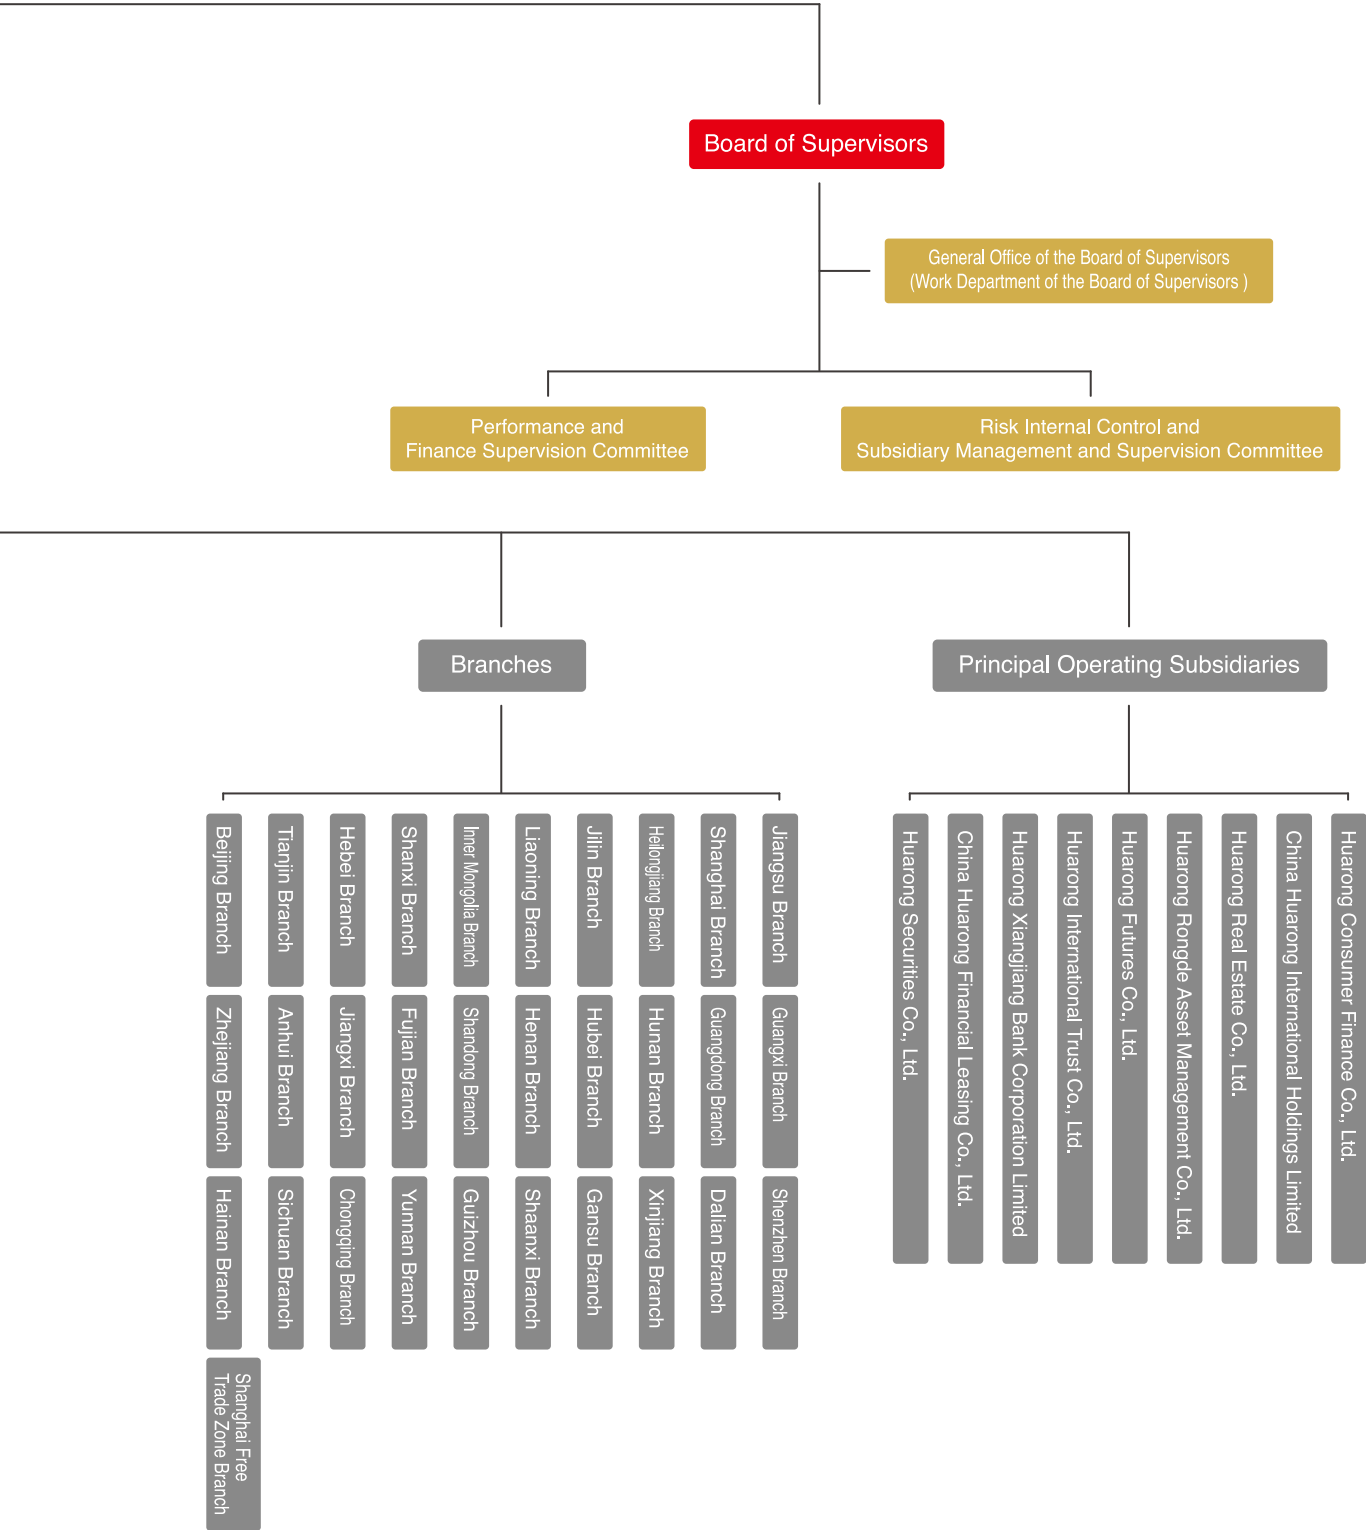 Board of Supervisors
General Office of the Board of Supervisors
(Work Department of the Board of Supervisors )
Performance and
Finance Supervision Committee
Risk Internal Control and
Subsidiary Management and Supervision Committee
Branches
Principal Operating Subsidiaries
Beijing Branch
Tianjin Branch
Hebei Branch
Shanxi Branch
Inner Mongolia Branch
Liaoning Branch
Jilin Branch
Heilongjiang Branch
Shanghai Branch
Jiangsu Branch
Zhejiang Branch
Anhui Branch
Jiangxi Branch
Fujian Branch
Shandong Branch
Henan Branch
Hubei Branch
Hunan Branch
Guangdong Branch
Guangxi Branch
Hainan Branch
Sichuan Branch
Chongqing Branch
Yunnan Branch
Guizhou Branch
Shaanxi Branch
Gansu Branch
Xinjiang Branch
Dalian Branch
Shenzhen Branch
Shanghai Free
Trade Zone Branch
Huarong Securities Co., Ltd.
China Huarong Financial Leasing Co., Ltd.
Huarong Xiangjiang Bank Corporation Limited
Huarong International Trust Co., Ltd.
Huarong Futures Co., Ltd.
Huarong Rongde Asset Management Co., Ltd.
Huarong Real Estate Co., Ltd.
China Huarong International Holdings Limited
Huarong Consumer Finance Co., Ltd.